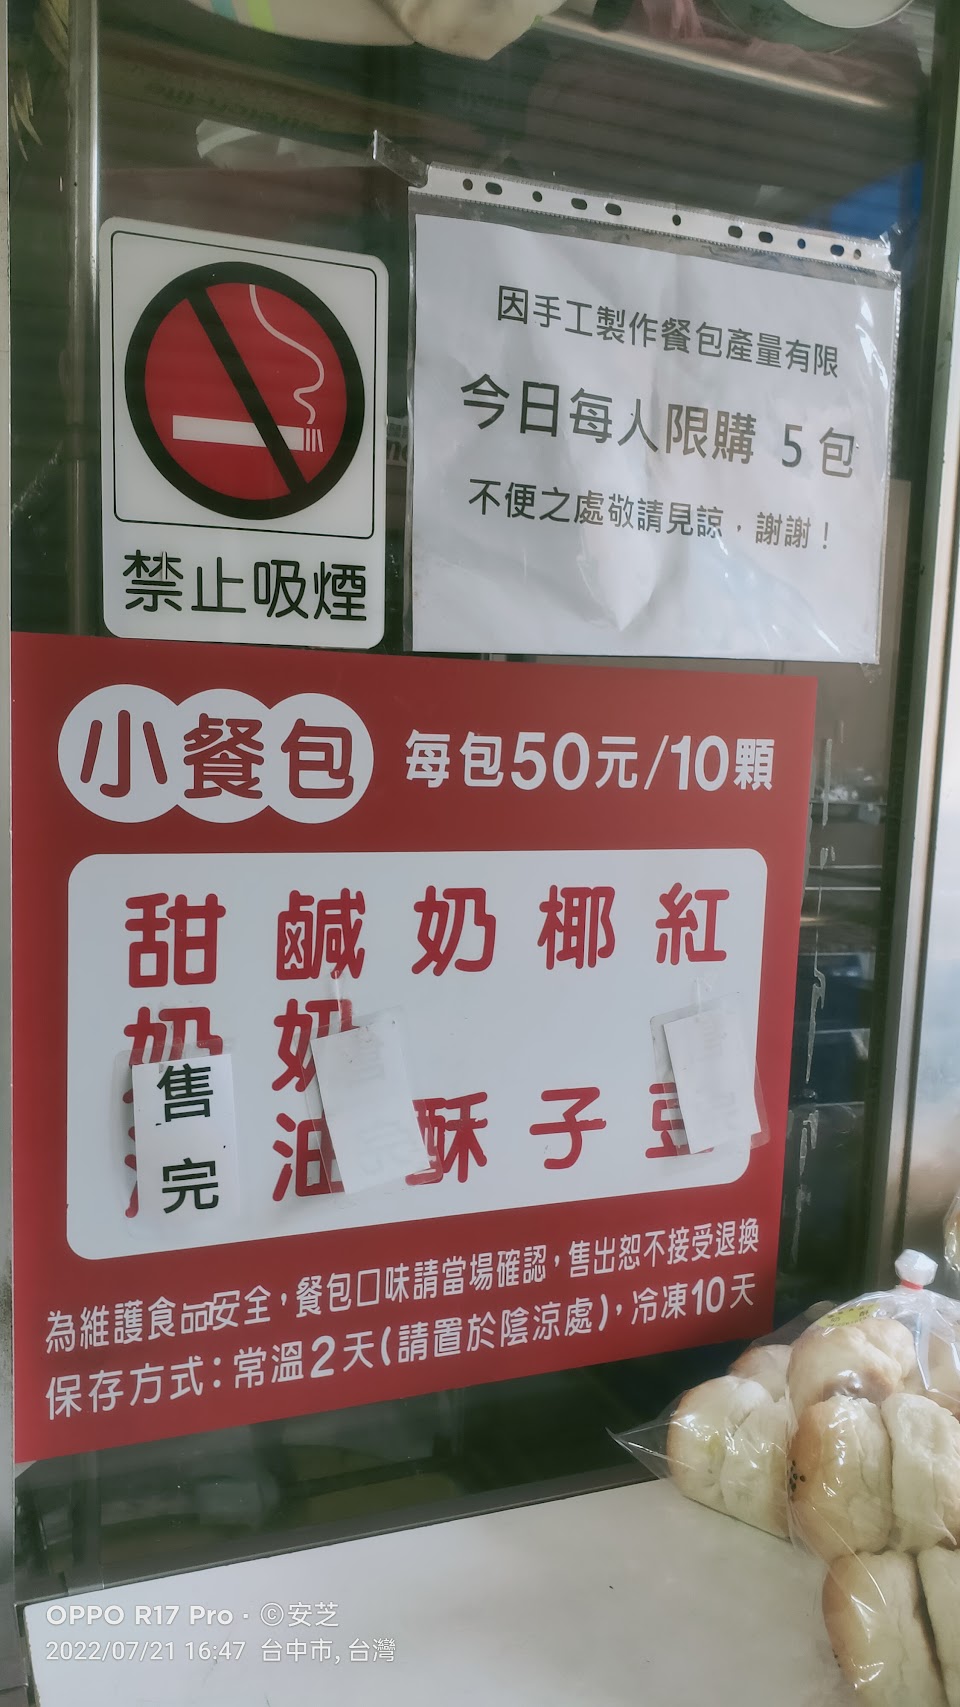 因手工製作餐包產量有限
今日每人限購 5 包
不便之處敬請見諒，謝謝！
禁止吸煙
小餐包 每包50元/10顆
甜奶油
鹹奶油
奶酥
椰子
紅豆
售完
為維護食品安全，餐包口味請當場確認，售出恕不接受退換
保存方式：常溫2天(請置於陰涼處)，冷凍10天
OPPO R17 Pro · ©安芝
2022/07/21 16:47 台中市, 台灣